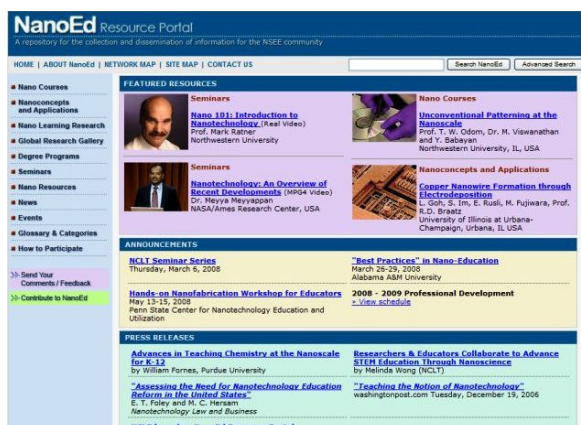 NanoEd Resource Portal
A repository for the collection and dissemination of information for the NSEE community
HOME | ABOUT NanoEd | NETWORK MAP | SITE MAP | CONTACT US
Search NanoEd
Advanced Search
Nano Courses
Nanoconcepts
and Applications
Nano Learning Research
Global Research Gallery
Degree Programs
Seminars
Nano Resources
News
Events
Glossary & Categories
How to Participate
Send Your
Comments / Feedback
Contribute to NanoEd
FEATURED RESOURCES
Seminars
Nano 101: Introduction to
Nanotechnology (Real Video)
Prof. Mark Ratner
Northwestern University
Nano Courses
Unconventional Patterning at the
Nanoscale
Prof. T. W. Odom, Dr. M. Viswanathan
and Y. Babayan
Northwestern University, IL, USA
Seminars
Nanotechnology: An Overview of
Recent Developments (MPG4 Video)
Dr. Meyya Meyyappan
NASA/Ames Research Center, USA
Nanoconcepts and Applications
Copper Nanowire Formation through
Electrodeposition
L. Goh, S. Im, E. Rusli, M. Fujiwara, Prof.
R.D. Braatz
University of Illinois at Urbana-
Champaign, Urbana, IL USA
ANNOUNCEMENTS
NCLT Seminar Series
Thursday, March 6, 2008
"Best Practices" in Nano-Education
March 26-29, 2008
Alabama A&M University
Hands-on Nanofabrication Workshop for Educators
May 13-15, 2008
Penn State Center for Nanotechnology Education and
Utilization
2008 - 2009 Professional Development
> View schedule
PRESS RELEASES
Advances in Teaching Chemistry at the Nanoscale
for K-12
by William Fornes, Purdue University
Researchers & Educators Collaborate to Advance
STEM Education Through Nanoscience
by Melinda Wong (NCLT)
"Assessing the Need for Nanotechnology Education
Reform in the United States"
E. T. Foley and M. C. Hersam
Nanotechnology Law and Business
"Teaching the Notion of Nanotechnology"
washingtonpost.com Tuesday, December 19, 2006